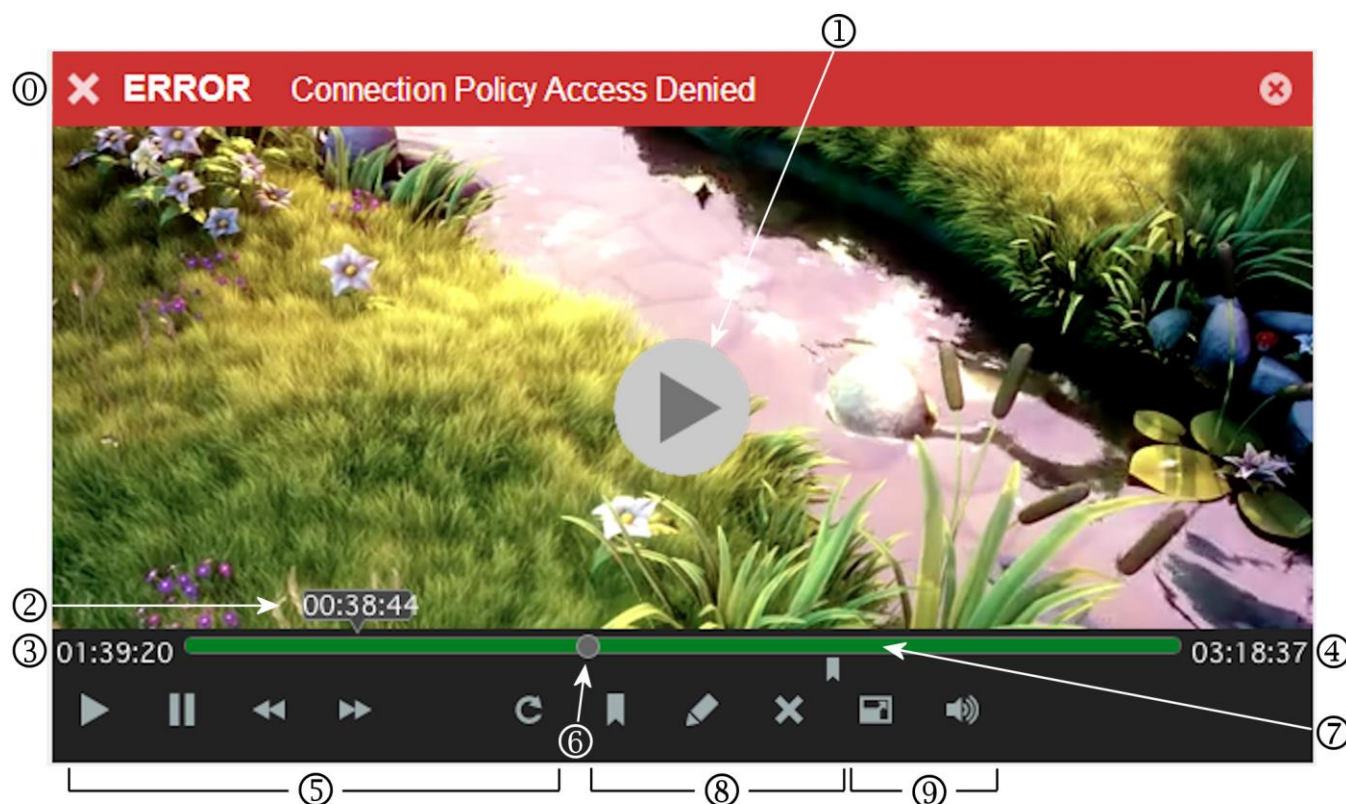 ①
⓪ ERROR Connection Policy Access Denied
② 00:38:44
③ 01:39:20 03:18:37 ④
⑥ ⑦
⑤ ⑧ ⑨